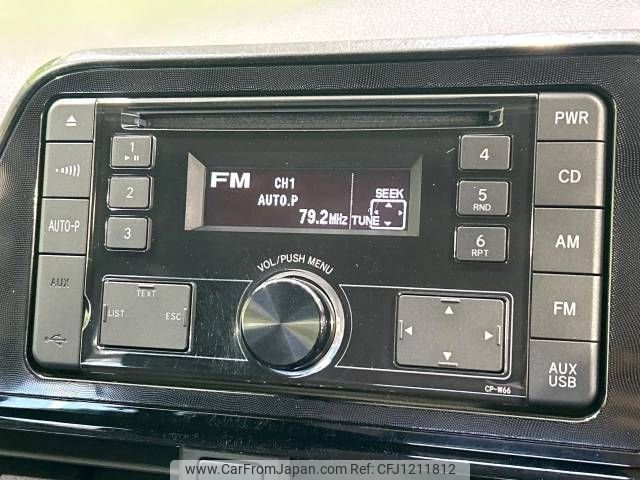 PWR
1
4
FM CH1
SEEK
AUTO.P
79.2MHz TUNE
2
5
RND
CD
AUTO-P
3
6
RPT
AM
VOL/PUSH MENU
AUX
TEXT
LIST ESC
FM
AUX
USB
CP-W66
www.CarFromJapan.com | ID:CFJ1211812